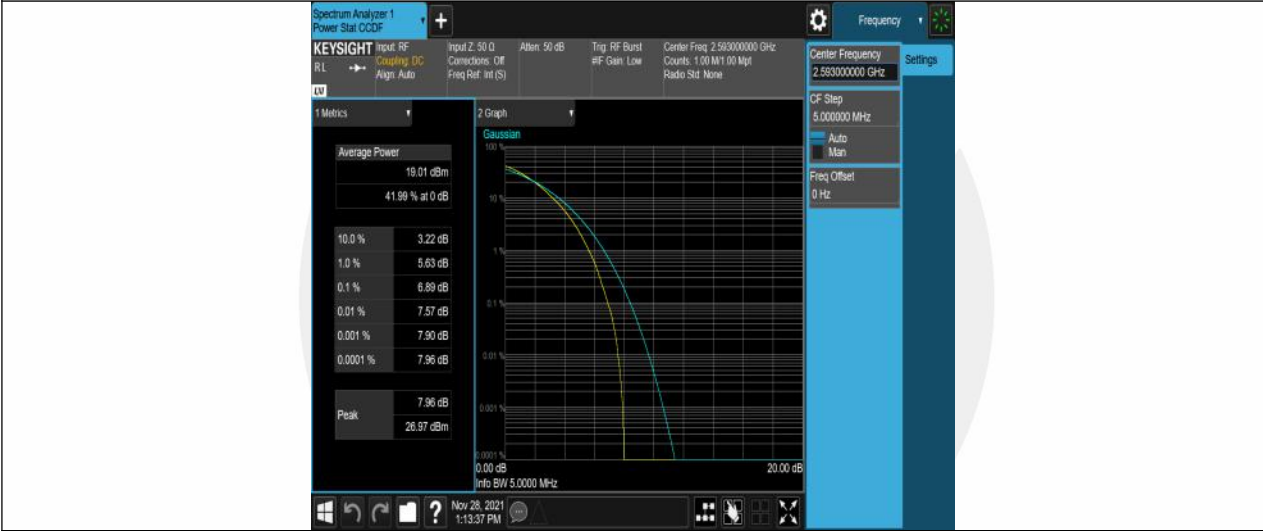 Spectrum Analyzer 1
Power Stat CCDF
+
Frequency
KEYSIGHT
RL
LV
Input: RF
Coupling: DC
Align: Auto
Input Z: 50 Ω
Corrections: Off
Freq Ref: Int (S)
Atten: 50 dB
Trig: RF Burst
#IF Gain: Low
Center Freq: 2.593000000 GHz
Counts: 1.00 M/1.00 Mpt
Radio Std: None
Center Frequency
2.593000000 GHz
Settings
CF Step
5.000000 MHz
Auto
Man
Freq Offset
0 Hz
1 Metrics
Average Power
19.01 dBm
41.99 % at 0 dB
10.0 % 3.22 dB
1.0 % 5.63 dB
0.1 % 6.89 dB
0.01 % 7.57 dB
0.001 % 7.90 dB
0.0001 % 7.96 dB
Peak
7.96 dB
26.97 dBm
2 Graph
Gaussian
100 %
10 %
1 %
0.1 %
0.01 %
0.001 %
0.0001 %
0.00 dB 20.00 dB
Info BW 5.0000 MHz
?
Nov 28, 2021
1:13:37 PM